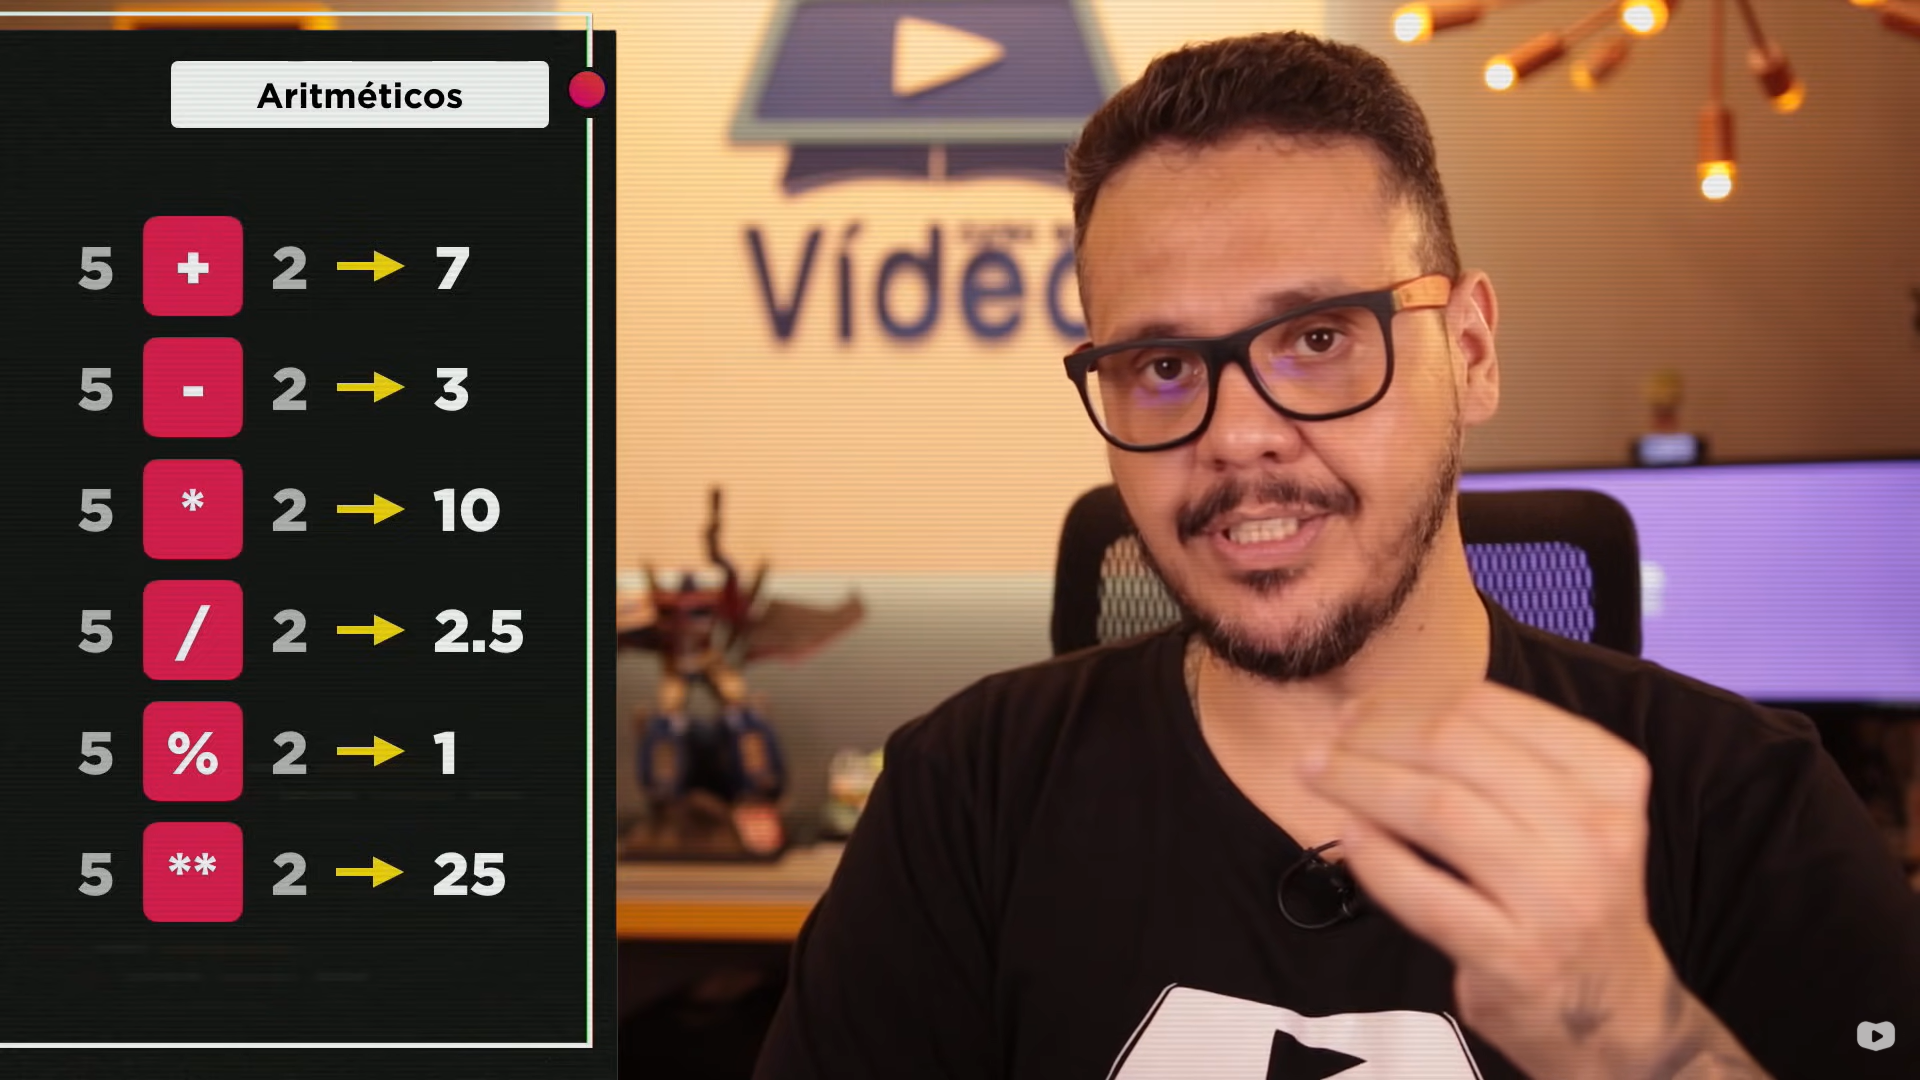 Aritméticos
5 + 2 → 7
5 - 2 → 3
5 * 2 → 10
5 / 2 → 2.5
5 % 2 → 1
5 ** 2 → 25